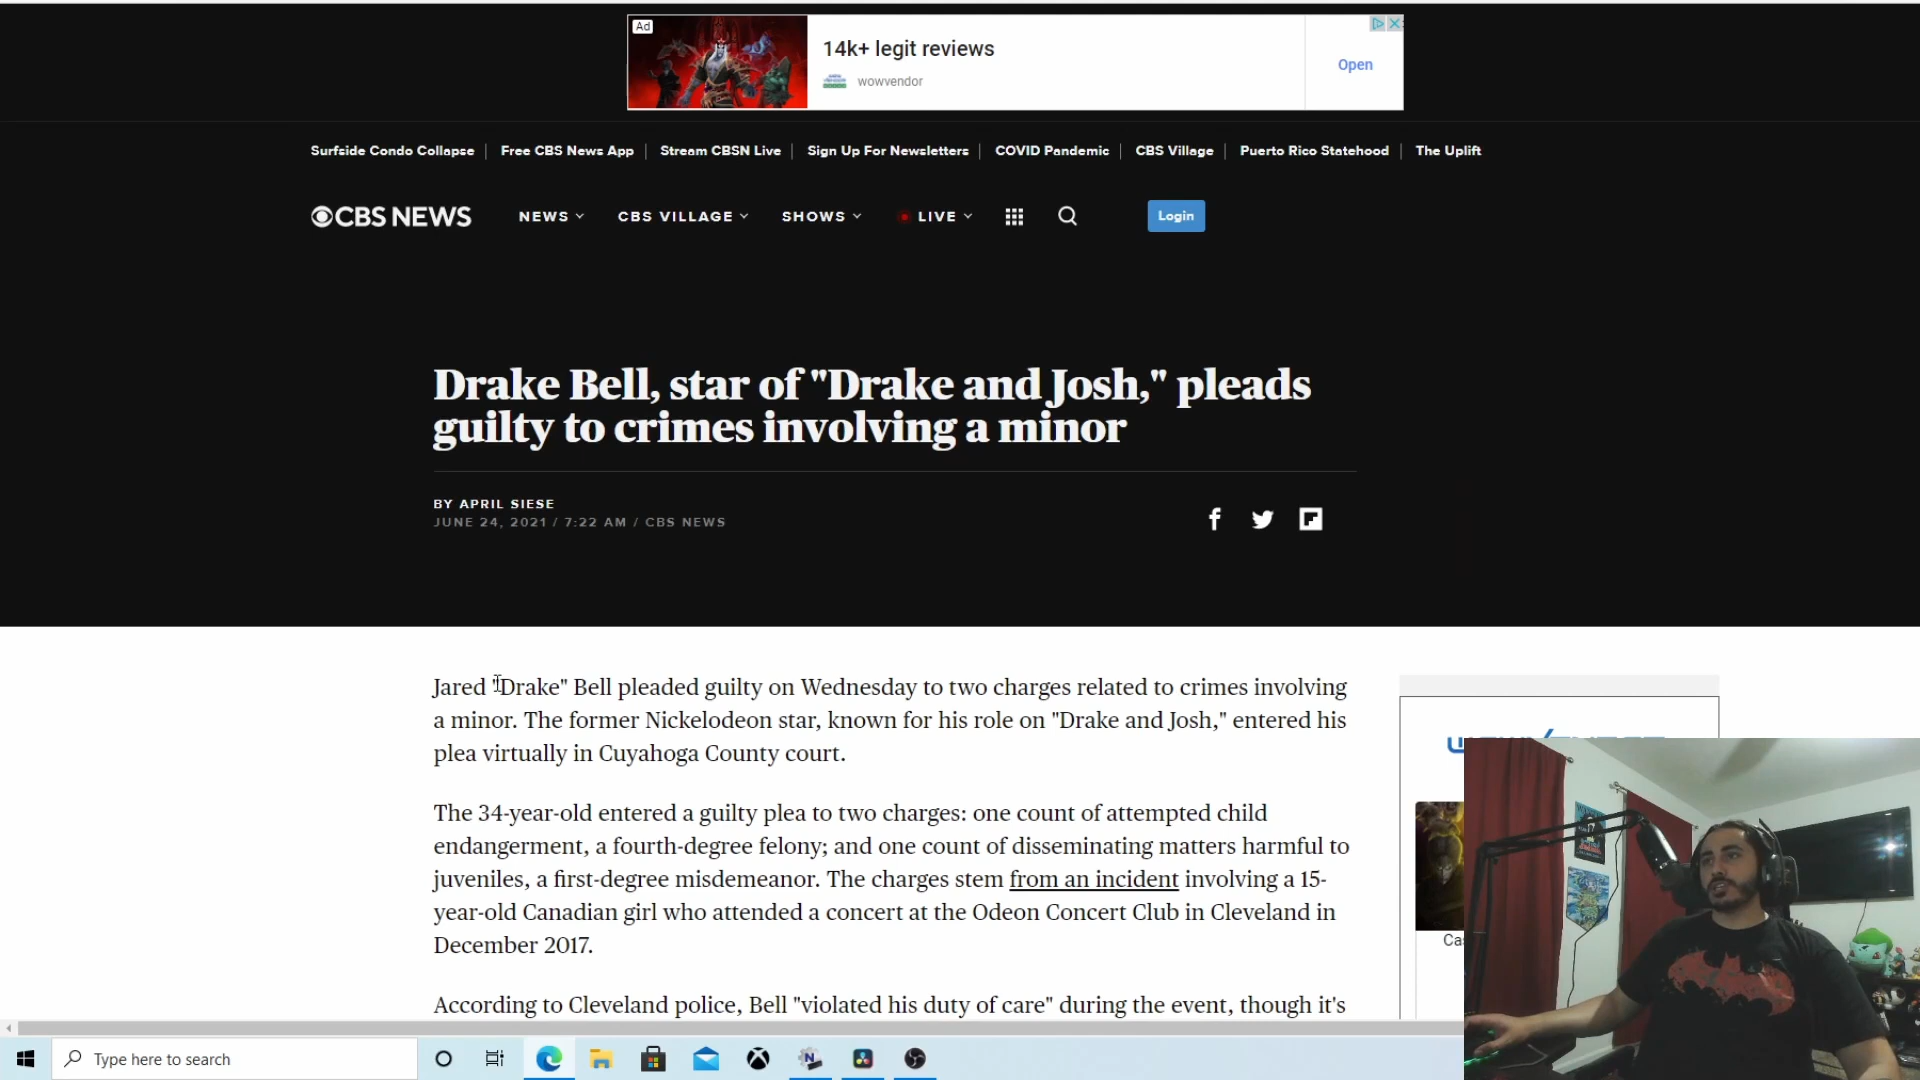 Ad
14k+ legit reviews
wowvendor
Open
Surfside Condo Collapse
Free CBS News App
Stream CBSN Live
Sign Up For Newsletters
COVID Pandemic
CBS Village
Puerto Rico Statehood
The Uplift
CBS NEWS
NEWS
CBS VILLAGE
SHOWS
LIVE
Login
Drake Bell, star of "Drake and Josh," pleads
guilty to crimes involving a minor
BY APRIL SIESE
JUNE 24, 2021 / 7:22 AM / CBS NEWS
Jared "Drake" Bell pleaded guilty on Wednesday to two charges related to crimes involving
a minor. The former Nickelodeon star, known for his role on "Drake and Josh," entered his
plea virtually in Cuyahoga County court.
The 34-year-old entered a guilty plea to two charges: one count of attempted child
endangerment, a fourth-degree felony; and one count of disseminating matters harmful to
juveniles, a first-degree misdemeanor. The charges stem from an incident involving a 15-
year-old Canadian girl who attended a concert at the Odeon Concert Club in Cleveland in
December 2017.
According to Cleveland police, Bell "violated his duty of care" during the event, though it's
Type here to search